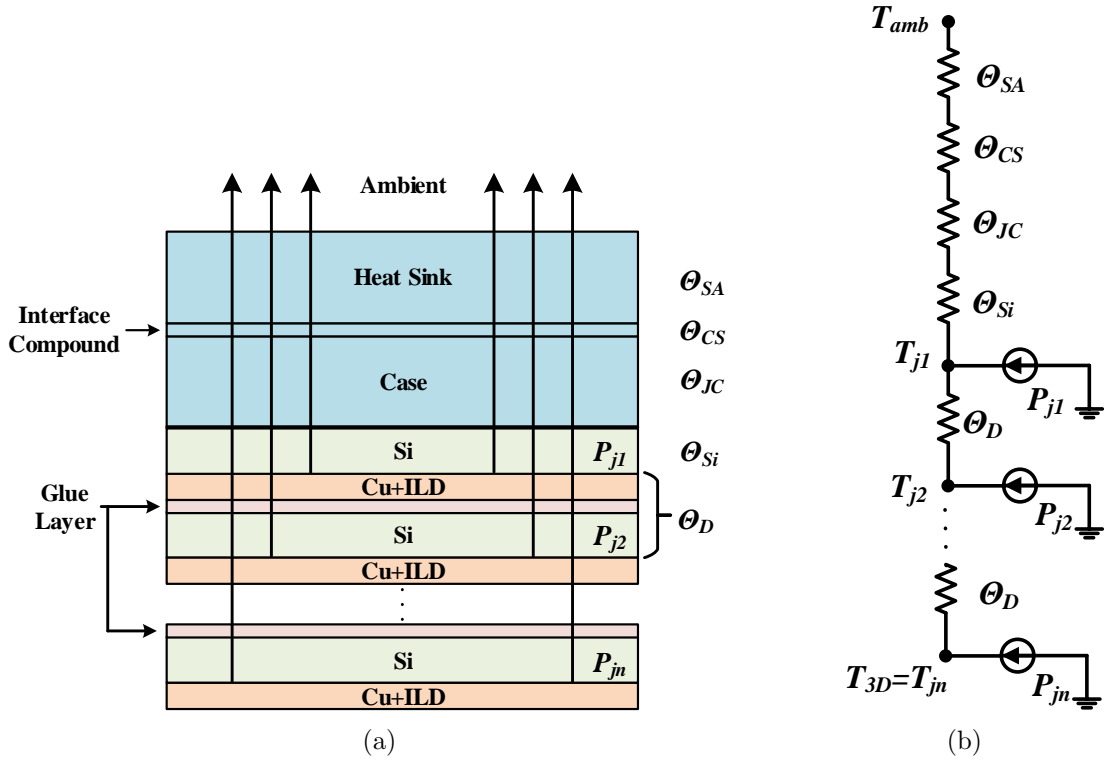 Ambient
Heat Sink
Θ_SA
Interface
Compound
Θ_CS
Case
Θ_JC
Si
P_j1
Θ_Si
Cu+ILD
Glue
Layer
Si
P_j2
Θ_D
Cu+ILD
Si
P_jn
Cu+ILD
(a)
T_amb
Θ_SA
Θ_CS
Θ_JC
Θ_Si
T_j1
P_j1
Θ_D
T_j2
P_j2
Θ_D
T_3D=T_jn
P_jn
(b)